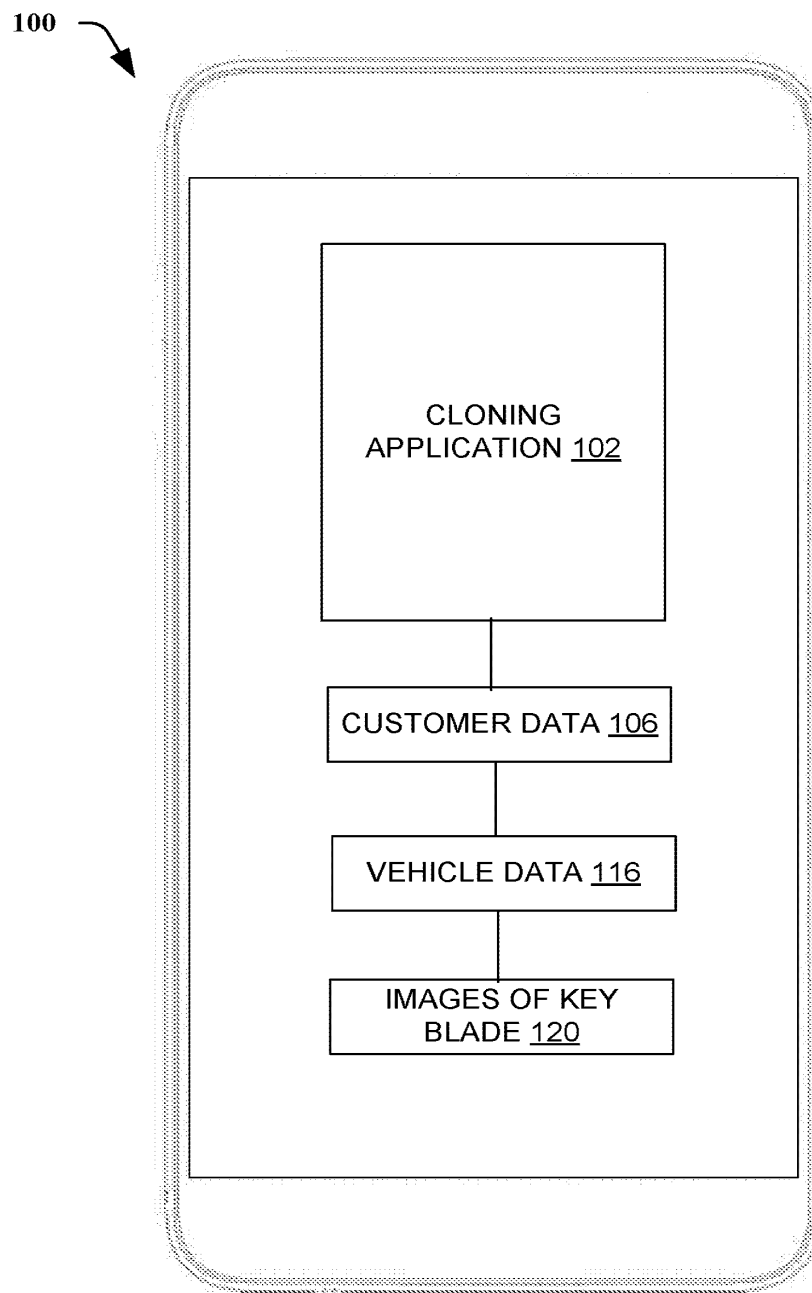 100
CLONING
APPLICATION 102
CUSTOMER DATA 106
VEHICLE DATA 116
IMAGES OF KEY
BLADE 120